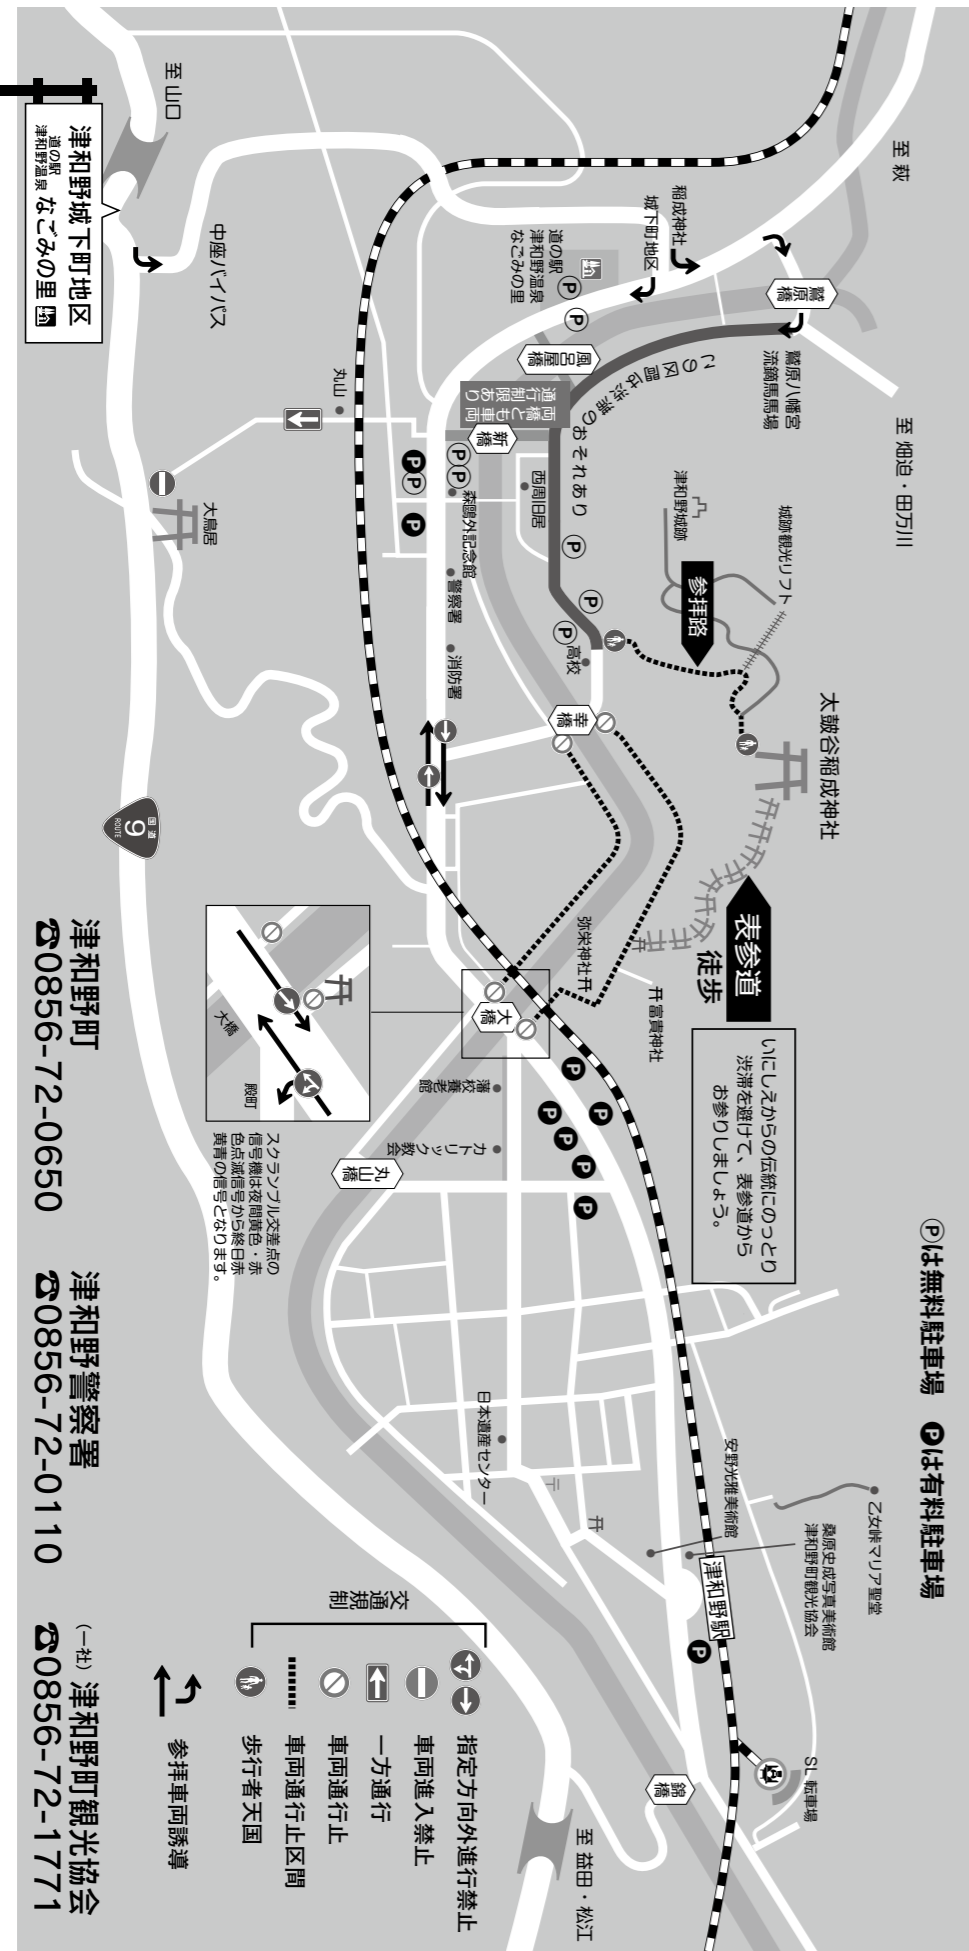 Ⓟは無料駐車場 🅟は有料駐車場
至 萩
至 畑迫・田万川
鷲原橋
鷲原八幡宮
流鏑馬馬場
稲成神社
城下町地区
道の駅
津和野温泉
なごみの里
P
P
風呂屋橋
この区間は渋滞の
おそれあり
両橋とも車両
通行制限あり
新橋
城跡観光リフト
津和野城跡
参拝路
太皷谷稲成神社
表参道
徒歩
いにしえからの伝統にのっとり
渋滞を避けて、表参道から
お参りしましょう。
西周旧居
P
P
P
高校
幸橋
弥栄神社
富貴神社
大橋
P
P
P
P
P
P
藩校養老館
カトリック教会
丸山橋
乙女峠マリア聖堂
桑原史成写真美術館
津和野町観光協会
安野光雅美術館
津和野駅
P
SL 転車場
錦橋
日本遺産センター
〒
至 益田・松江
至 山口
中座バイパス
丸山
大鳥居
P
P
P
P
P
森鷗外記念館
警察署
消防署
国道
9
ROUTE
大橋
殿町
スクランブル交差点の
信号機は夜間黄色・赤
色点滅信号から終日赤
黄青の信号となります。
交通規制
指定方向外進行禁止
車両進入禁止
一方通行
車両通行止
車両通行止区間
歩行者天国
参拝車両誘導
津和野城下町地区
道の駅
津和野温泉 なごみの里
津和野町
☎0856-72-0650
津和野警察署
☎0856-72-0110
(一社) 津和野町観光協会
☎0856-72-1771